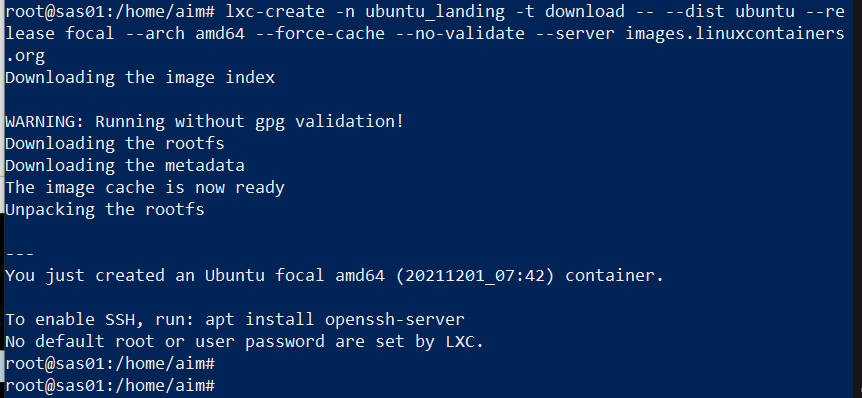 root@sas01:/home/aim# lxc-create -n ubuntu_landing -t download -- --dist ubuntu --re
lease focal --arch amd64 --force-cache --no-validate --server images.linuxcontainers
.org
Downloading the image index
WARNING: Running without gpg validation!
Downloading the rootfs
Downloading the metadata
The image cache is now ready
Unpacking the rootfs
---
You just created an Ubuntu focal amd64 (20211201_07:42) container.
To enable SSH, run: apt install openssh-server
No default root or user password are set by LXC.
root@sas01:/home/aim#
root@sas01:/home/aim#